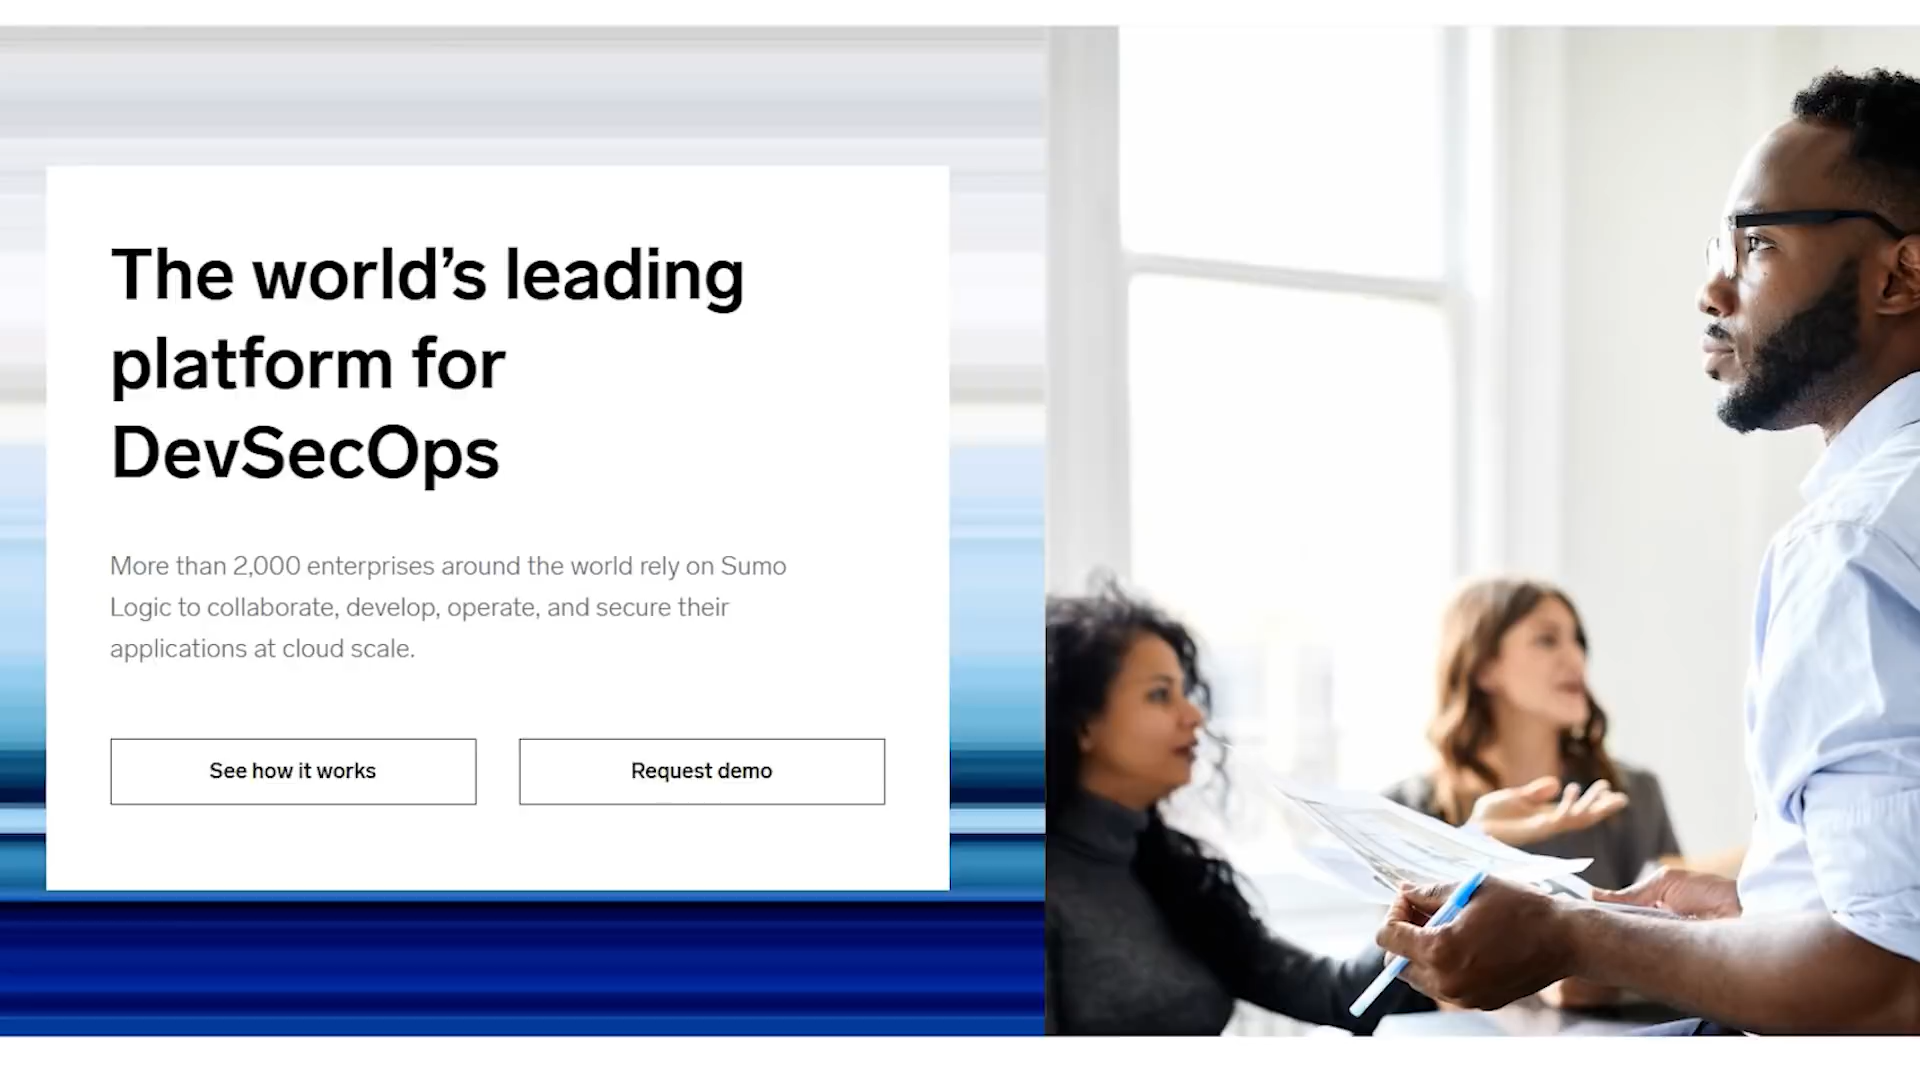 The world’s leading
platform for
DevSecOps
More than 2,000 enterprises around the world rely on Sumo
Logic to collaborate, develop, operate, and secure their
applications at cloud scale.
See how it works
Request demo